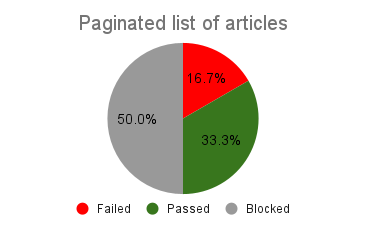 Paginated list of articles
16.7%
50.0%
33.3%
Failed Passed Blocked